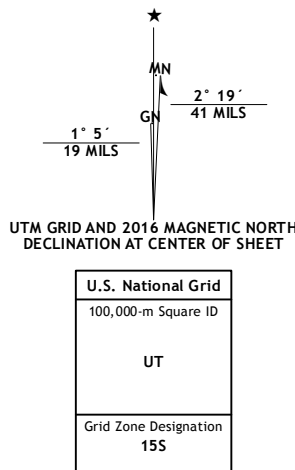 ★
MN
GN
2° 19´
41 MILS
1° 5´
19 MILS
UTM GRID AND 2016 MAGNETIC NORTH
DECLINATION AT CENTER OF SHEET
U.S. National Grid
100,000-m Square ID
UT
Grid Zone Designation
15S